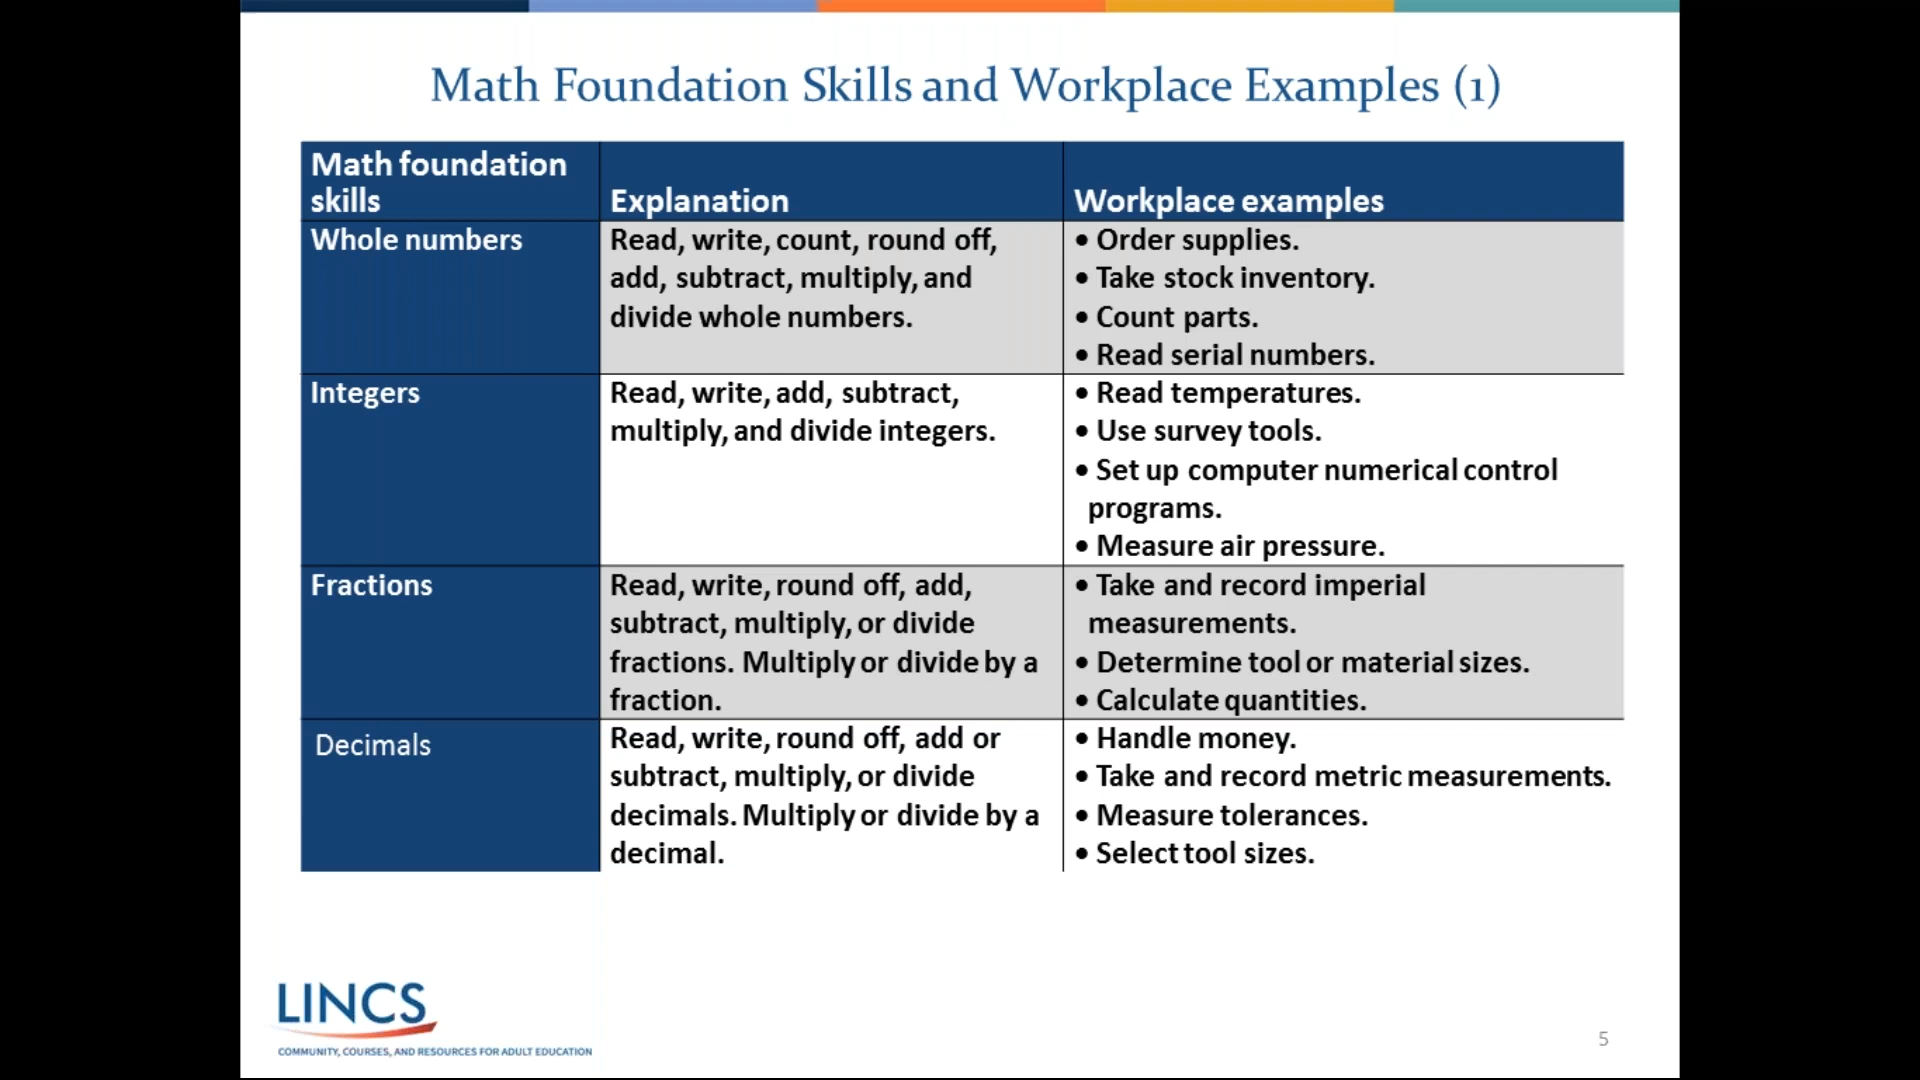 Math Foundation Skills and Workplace Examples (1)
Math foundation
skills
Explanation
Workplace examples
Whole numbers
Read, write, count, round off,
add, subtract, multiply, and
divide whole numbers.
• Order supplies.
• Take stock inventory.
• Count parts.
• Read serial numbers.
Integers
Read, write, add, subtract,
multiply, and divide integers.
• Read temperatures.
• Use survey tools.
• Set up computer numerical control
programs.
• Measure air pressure.
Fractions
Read, write, round off, add,
subtract, multiply, or divide
fractions. Multiply or divide by a
fraction.
• Take and record imperial
measurements.
• Determine tool or material sizes.
• Calculate quantities.
Decimals
Read, write, round off, add or
subtract, multiply, or divide
decimals. Multiply or divide by a
decimal.
• Handle money.
• Take and record metric measurements.
• Measure tolerances.
• Select tool sizes.
LINCS
COMMUNITY, COURSES, AND RESOURCES FOR ADULT EDUCATION
5